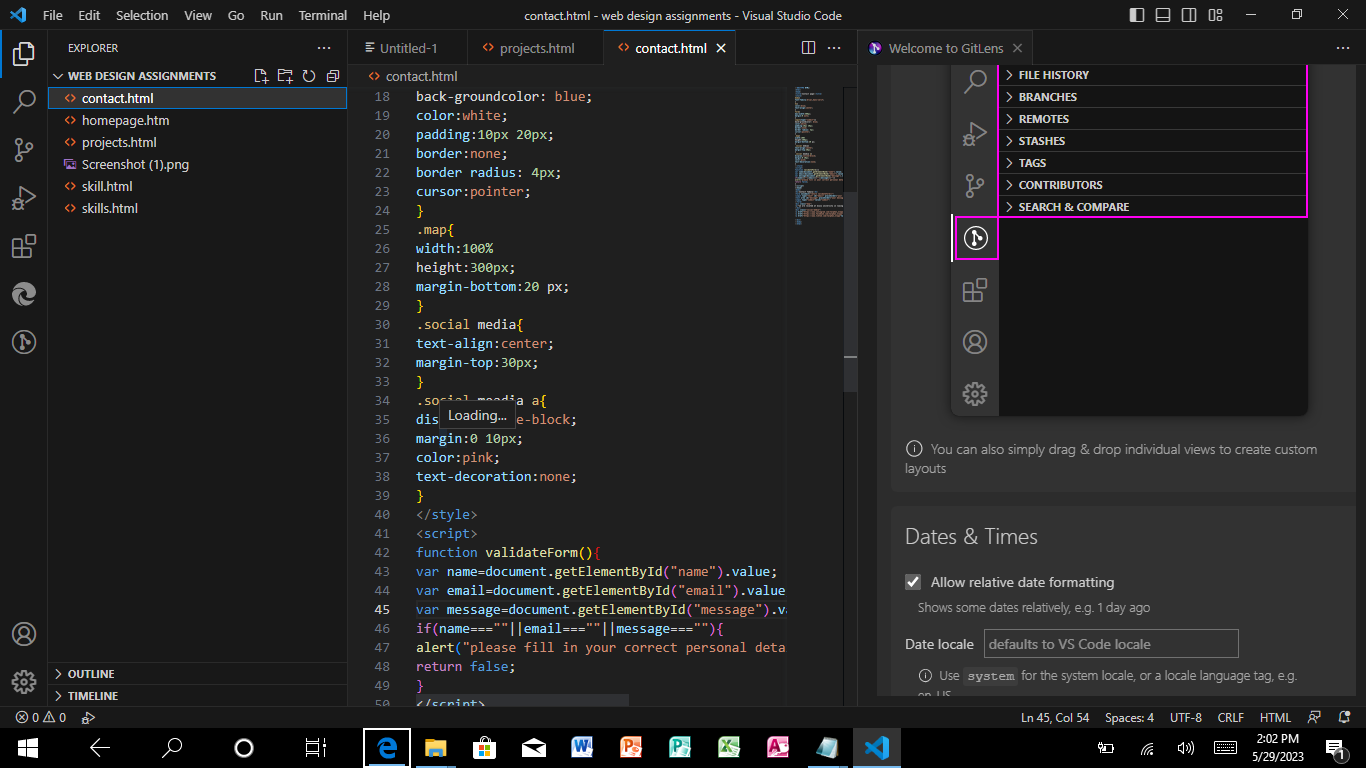 File Edit Selection View Go Run Terminal Help
contact.html - web design assignments - Visual Studio Code
EXPLORER
WEB DESIGN ASSIGNMENTS
contact.html
homepage.htm
projects.html
Screenshot (1).png
skill.html
skills.html
OUTLINE
TIMELINE
Untitled-1
projects.html
contact.html
contact.html
18 back-groundcolor: blue;
19 color:white;
20 padding:10px 20px;
21 border:none;
22 border radius: 4px;
23 cursor:pointer;
24 }
25 .map{
26 width:100%
27 height:300px;
28 margin-bottom:20 px;
29 }
30 .social media{
31 text-align:center;
32 margin-top:30px;
33 }
34 .social meadia a{
Loading...
35 dis e-block;
36 margin:0 10px;
37 color:pink;
38 text-decoration:none;
39 }
40 </style>
41 <script>
42 function validateForm(){
43 var name=document.getElementById("name").value;
44 var email=document.getElementById("email").value
45 var message=document.getElementById("message").va
46 if(name===""||email===""||message===""){
47 alert("please fill in your correct personal deta
48 return false;
49 }
50 </script>
Welcome to GitLens
FILE HISTORY
BRANCHES
REMOTES
STASHES
TAGS
CONTRIBUTORS
SEARCH & COMPARE
You can also simply drag & drop individual views to create custom
layouts
Dates & Times
Allow relative date formatting
Shows some dates relatively, e.g. 1 day ago
Date locale defaults to VS Code locale
Use system for the system locale, or a locale language tag, e.g.
en-US
0 0
Ln 45, Col 54 Spaces: 4 UTF-8 CRLF HTML
2:02 PM
5/29/2023
1